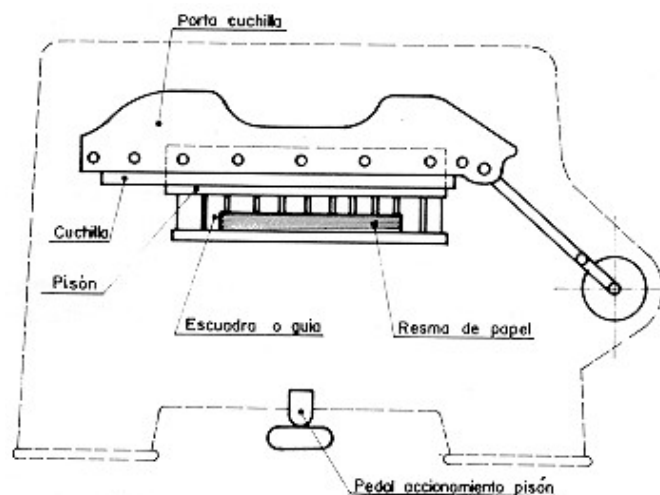 Porta cuchilla
Cuchilla
Pisón
Escuadra o guia
Resma de papel
Pedal accionamiento pisón